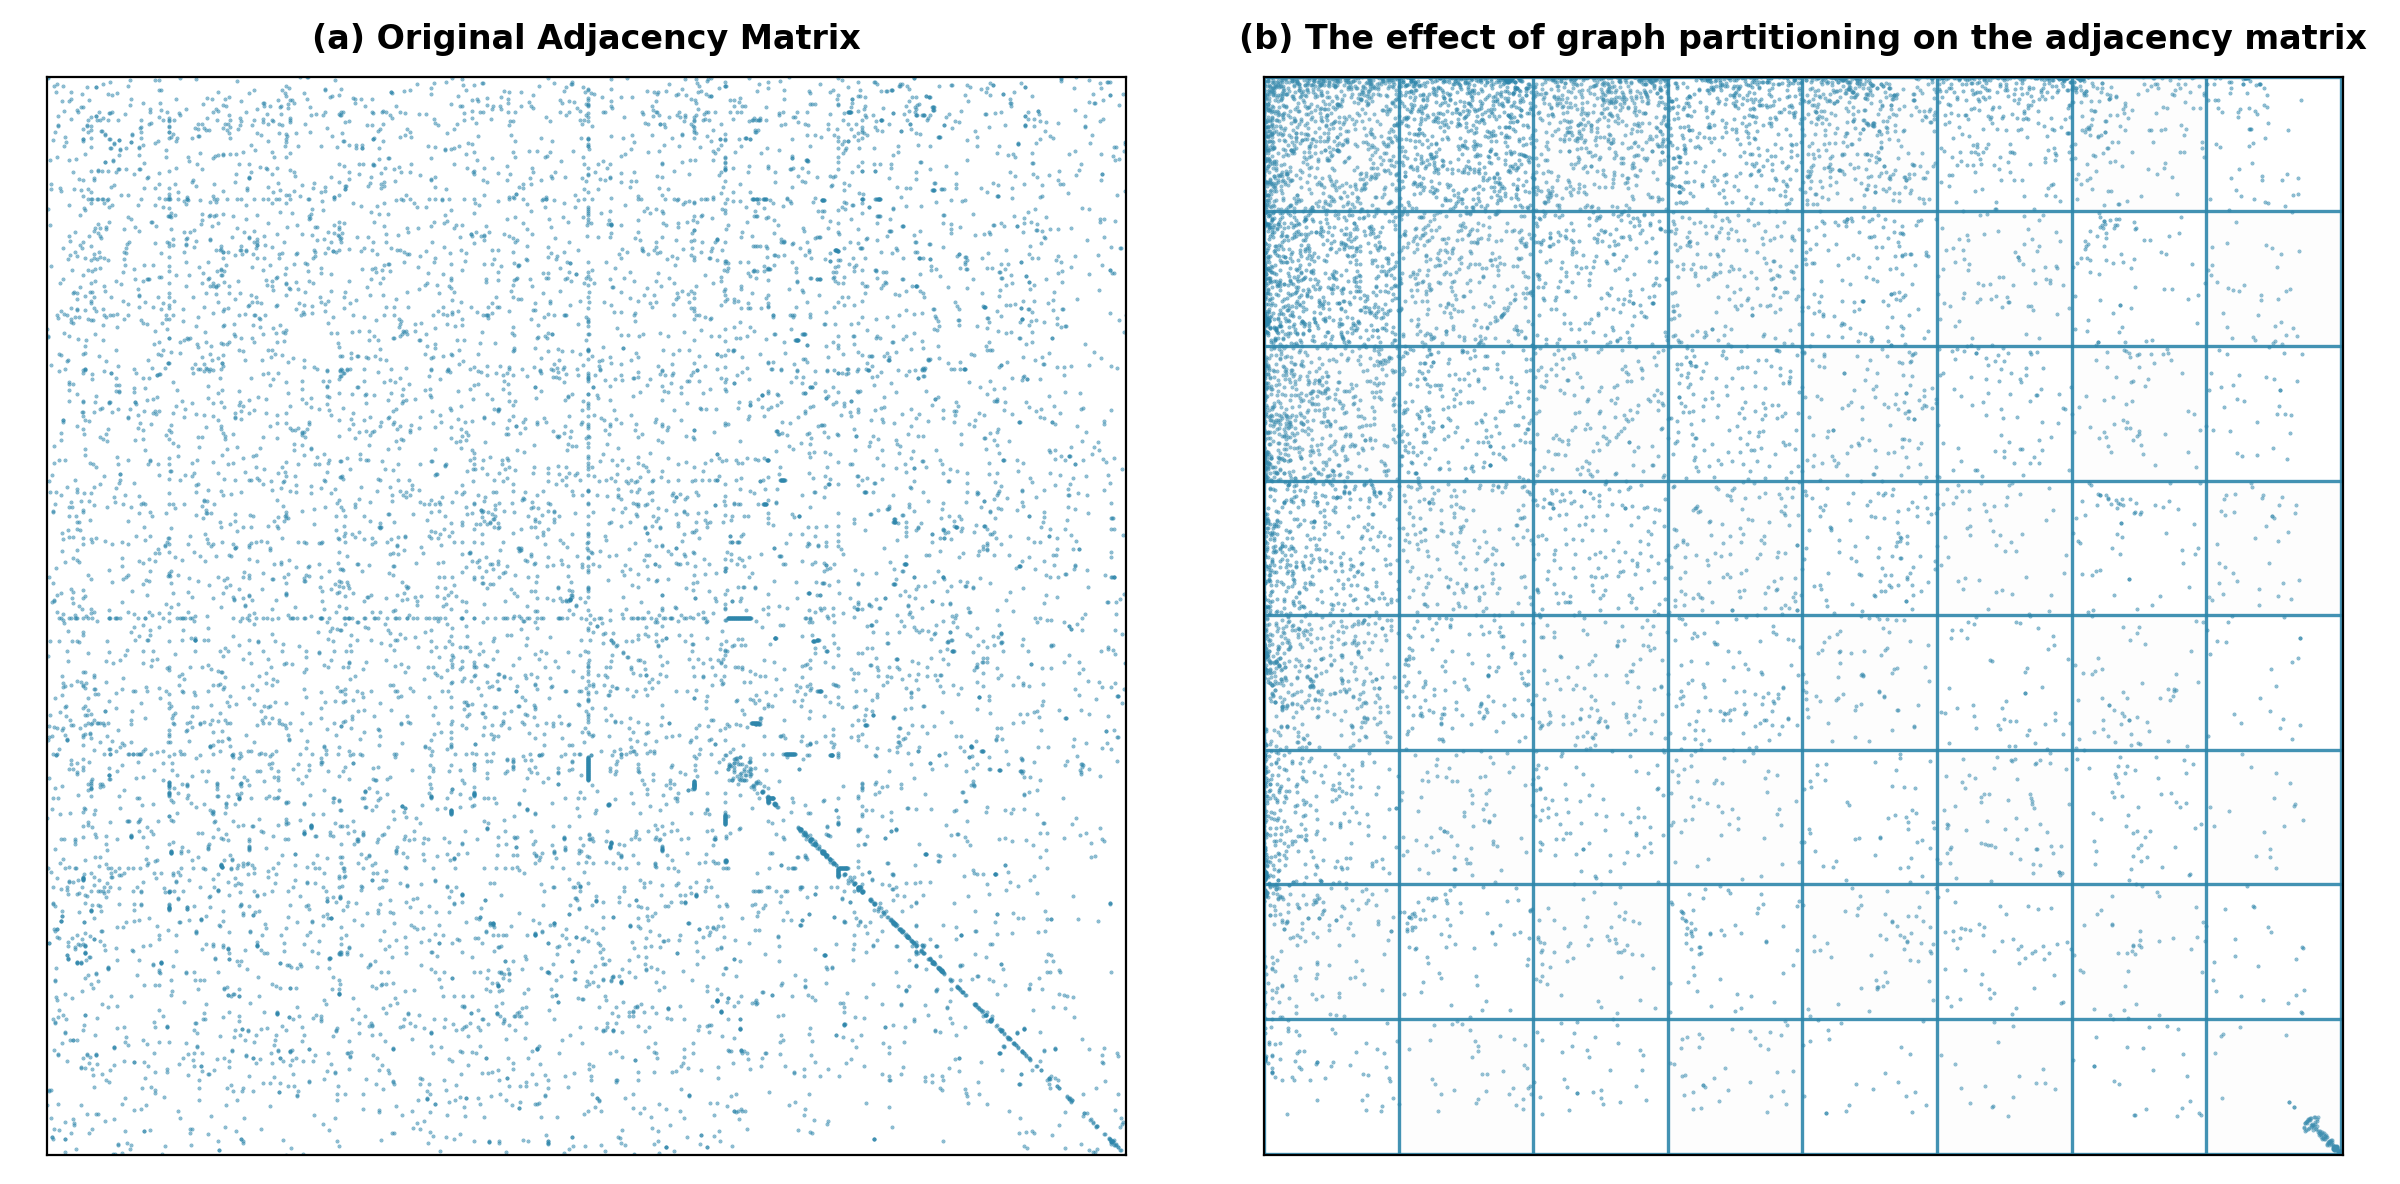 (a) Original Adjacency Matrix
(b) The effect of graph partitioning on the adjacency matrix